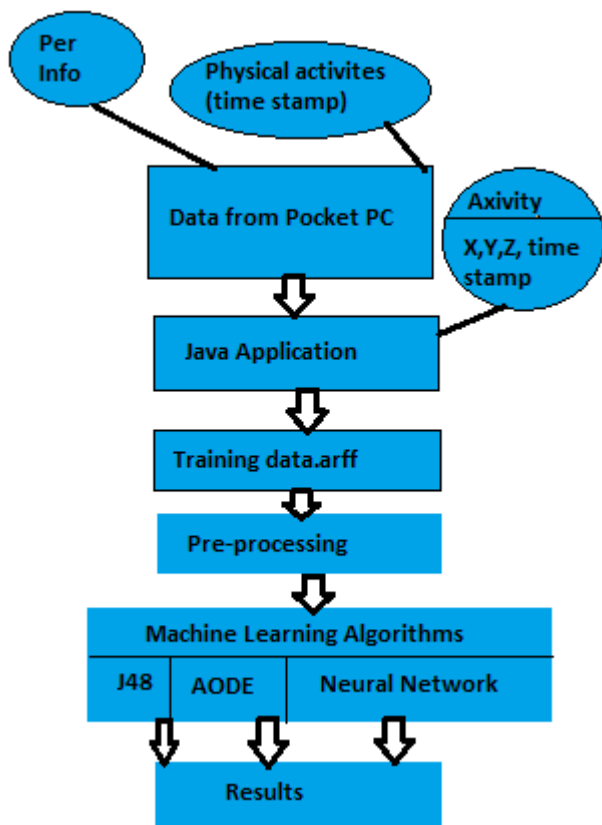 Per
Info
Physical activites
(time stamp)
Data from Pocket PC
Axivity
X,Y,Z, time
stamp
Java Application
Training data.arff
Pre-processing
Machine Learning Algorithms
J48
AODE
Neural Network
Results